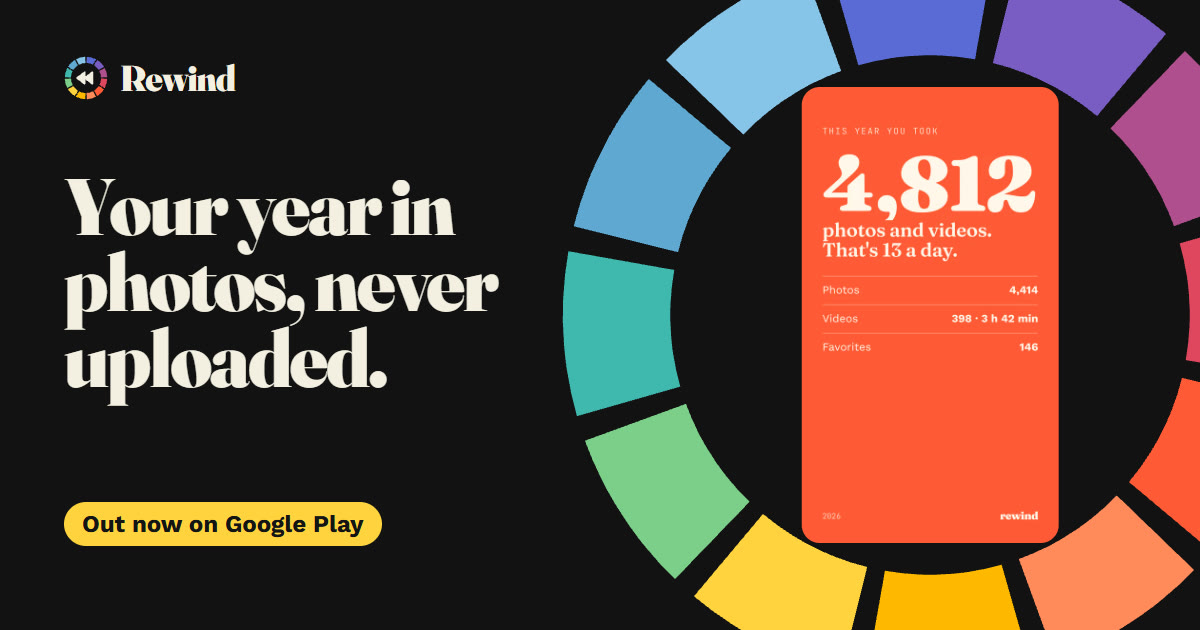 Rewind
Your year in
photos, never
uploaded.
Out now on Google Play
THIS YEAR YOU TOOK
4,812
photos and videos.
That's 13 a day.
Photos 4,414
Videos 398 · 3 h 42 min
Favorites 146
2026 rewind